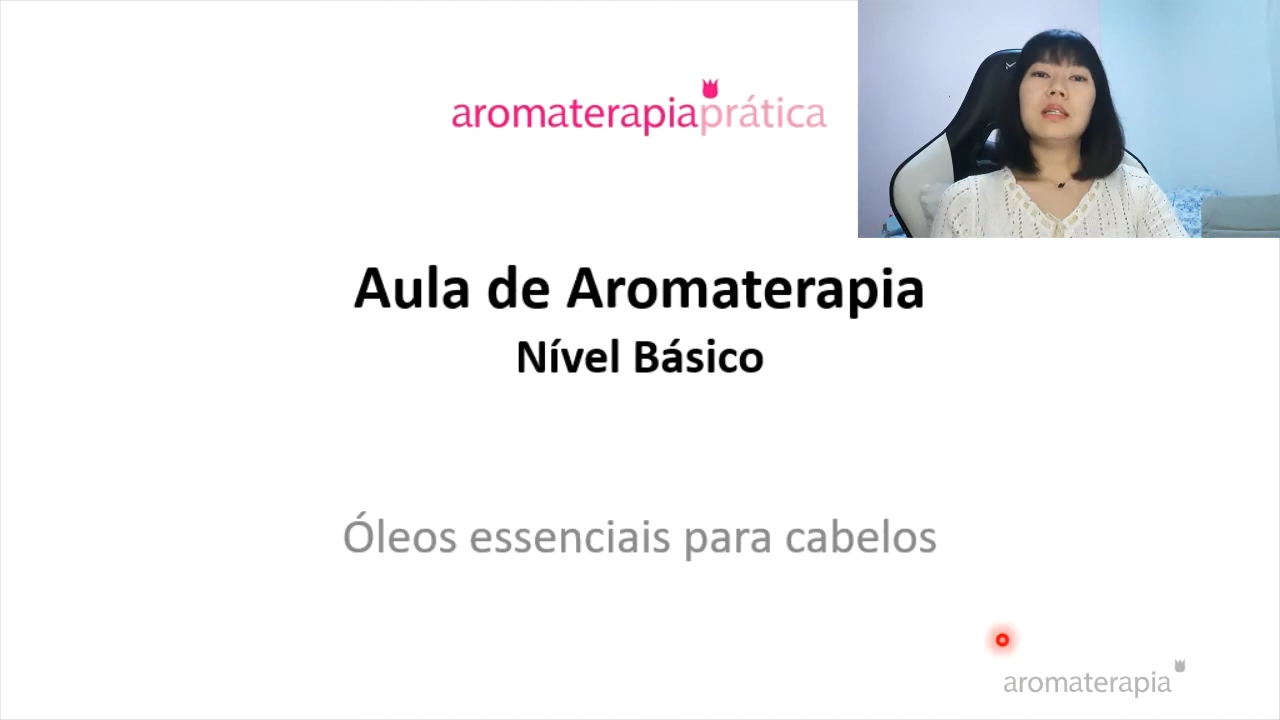 aromaterapiaprática
Aula de Aromaterapia
Nível Básico
Óleos essenciais para cabelos
aromaterapia